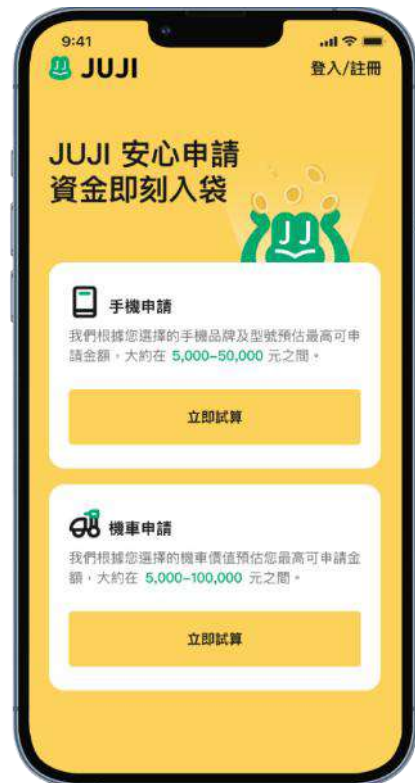 9:41
JUJI
登入/註冊
JUJI 安心申請
資金即刻入袋
JJ
手機申請
我們根據您選擇的手機品牌及型號預估最高可申
請金額，大約在 5,000–50,000 元之間。
立即試算
機車申請
我們根據您選擇的機車價值預估您最高可申請金
額，大約在 5,000–100,000 元之間。
立即試算